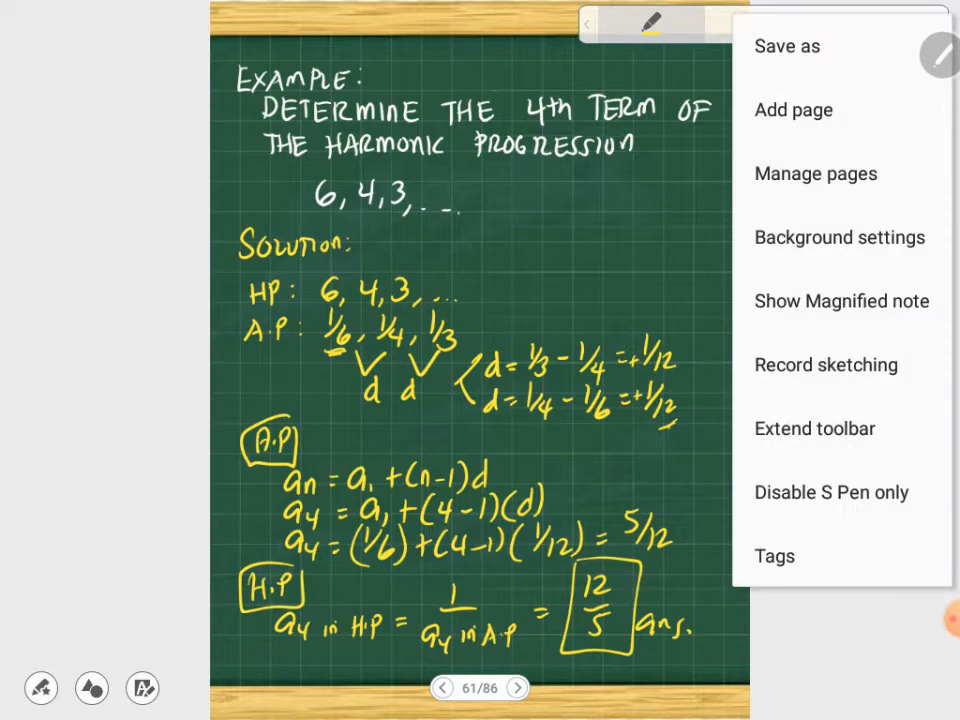 EXAMPLE:
DETERMINE THE 4th TERM OF
THE HARMONIC PROGRESSION
6, 4, 3, . _ _.
SOLUTION:
HP: 6, 4, 3, ....
A.P: 1/6, 1/4, 1/3
d d
d = 1/3 - 1/4 = +1/12
d = 1/4 - 1/6 = +1/12
A.P
an = a1 + (n-1)d
a4 = a1 + (4-1)(d)
a4 = (1/6) + (4-1)(1/12) = 5/12
H.P
a4 in H.P = 1/a4 in A.P = 12/5 ans.
Save as
Add page
Manage pages
Background settings
Show Magnified note
Record sketching
Extend toolbar
Disable S Pen only
Tags
A
61/86